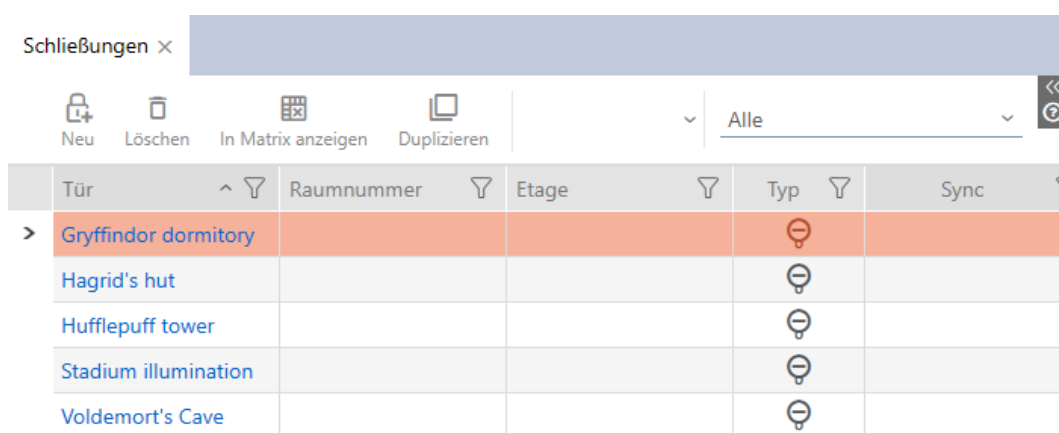 Schließungen
Neu Löschen In Matrix anzeigen Duplizieren Alle
Tür Raumnummer Etage Typ Sync
Gryffindor dormitory
Hagrid's hut
Hufflepuff tower
Stadium illumination
Voldemort's Cave